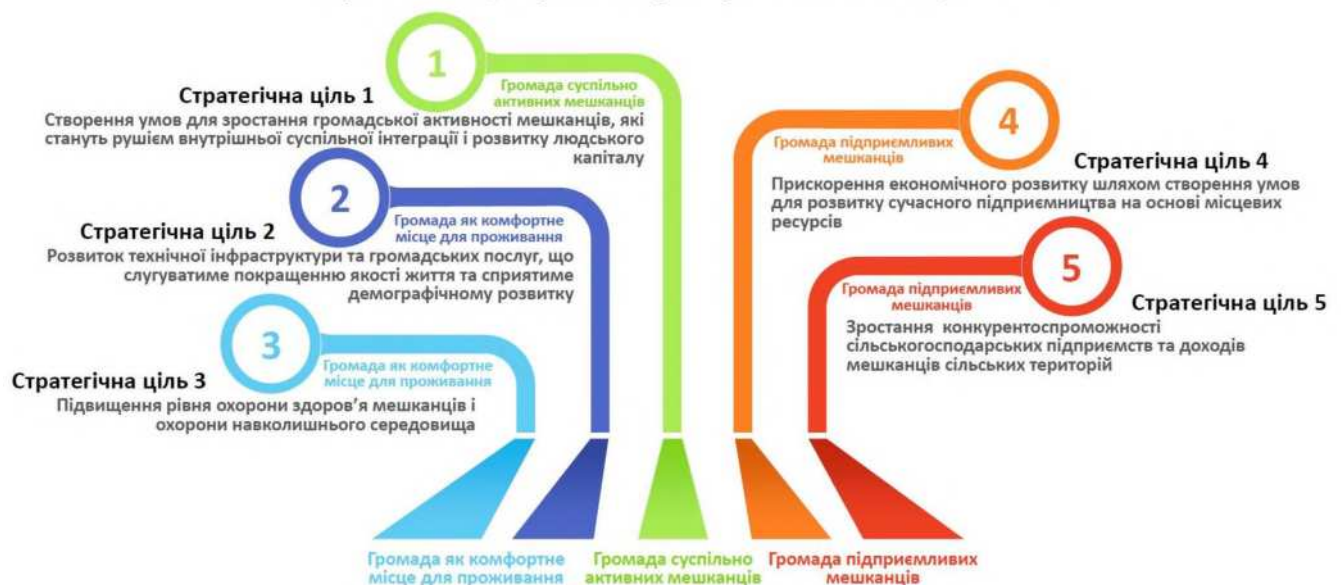 1
Громада суспільно
активних мешканців
Стратегічна ціль 1
Створення умов для зростання громадської активності мешканців, які
стануть рушієм внутрішньої суспільної інтеграції і розвитку людського
капіталу
2
Громада як комфортне
місце для проживання
Стратегічна ціль 2
Розвиток технічної інфраструктури та громадських послуг, що
слугуватиме покращенню якості життя та сприятиме
демографічному розвитку
3
Громада як комфортне
місце для проживання
Стратегічна ціль 3
Підвищення рівня охорони здоров’я мешканців і
охорони навколишнього середовища
4
Громада підприємливих
мешканців
Стратегічна ціль 4
Прискорення економічного розвитку шляхом створення умов
для розвитку сучасного підприємництва на основі місцевих
ресурсів
5
Громада підприємливих
мешканців
Стратегічна ціль 5
Зростання конкурентоспроможності
сільськогосподарських підприємств та доходів
мешканців сільських територій
Громада як комфортне
місце для проживання
Громада суспільно
активних мешканців
Громада підприємливих
мешканців